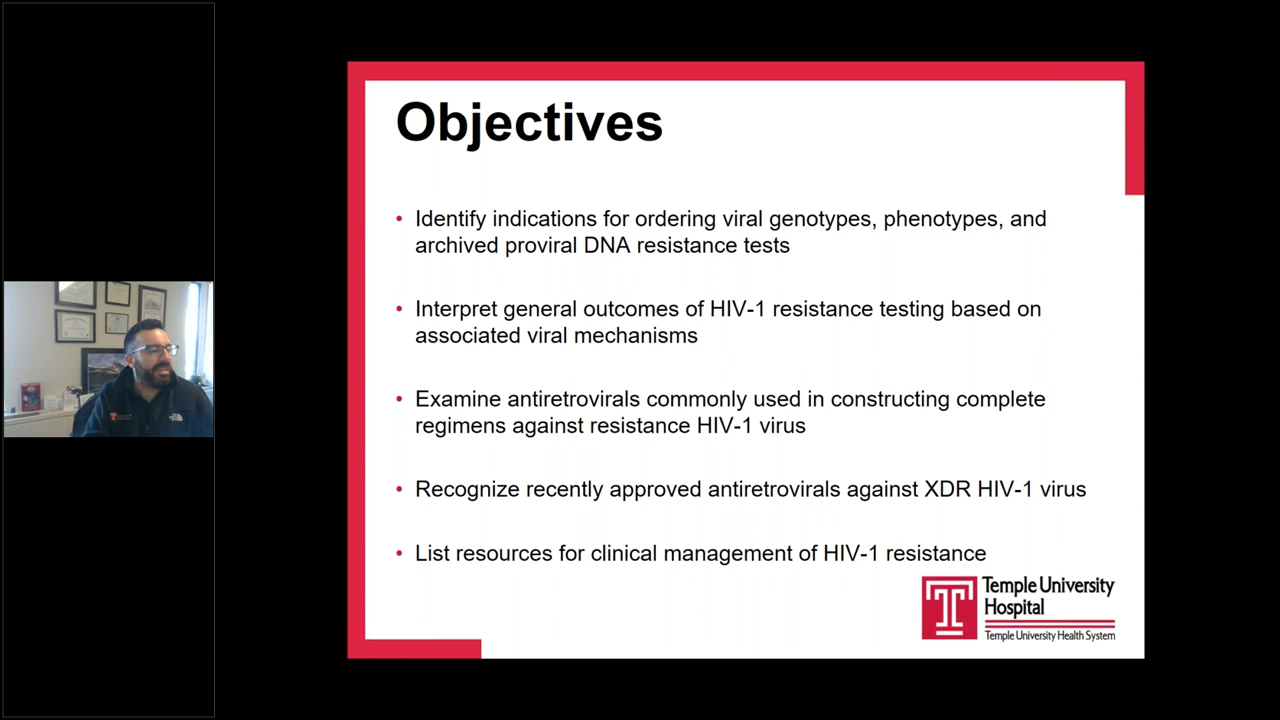 Objectives
• Identify indications for ordering viral genotypes, phenotypes, and
archived proviral DNA resistance tests
• Interpret general outcomes of HIV-1 resistance testing based on
associated viral mechanisms
• Examine antiretrovirals commonly used in constructing complete
regimens against resistance HIV-1 virus
• Recognize recently approved antiretrovirals against XDR HIV-1 virus
• List resources for clinical management of HIV-1 resistance
Temple University
Hospital
Temple University Health System